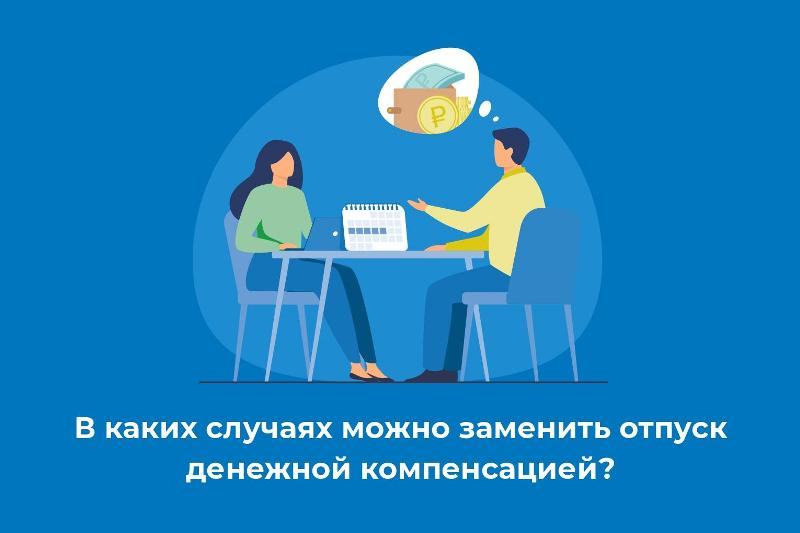 В каких случаях можно заменить отпуск
денежной компенсацией?